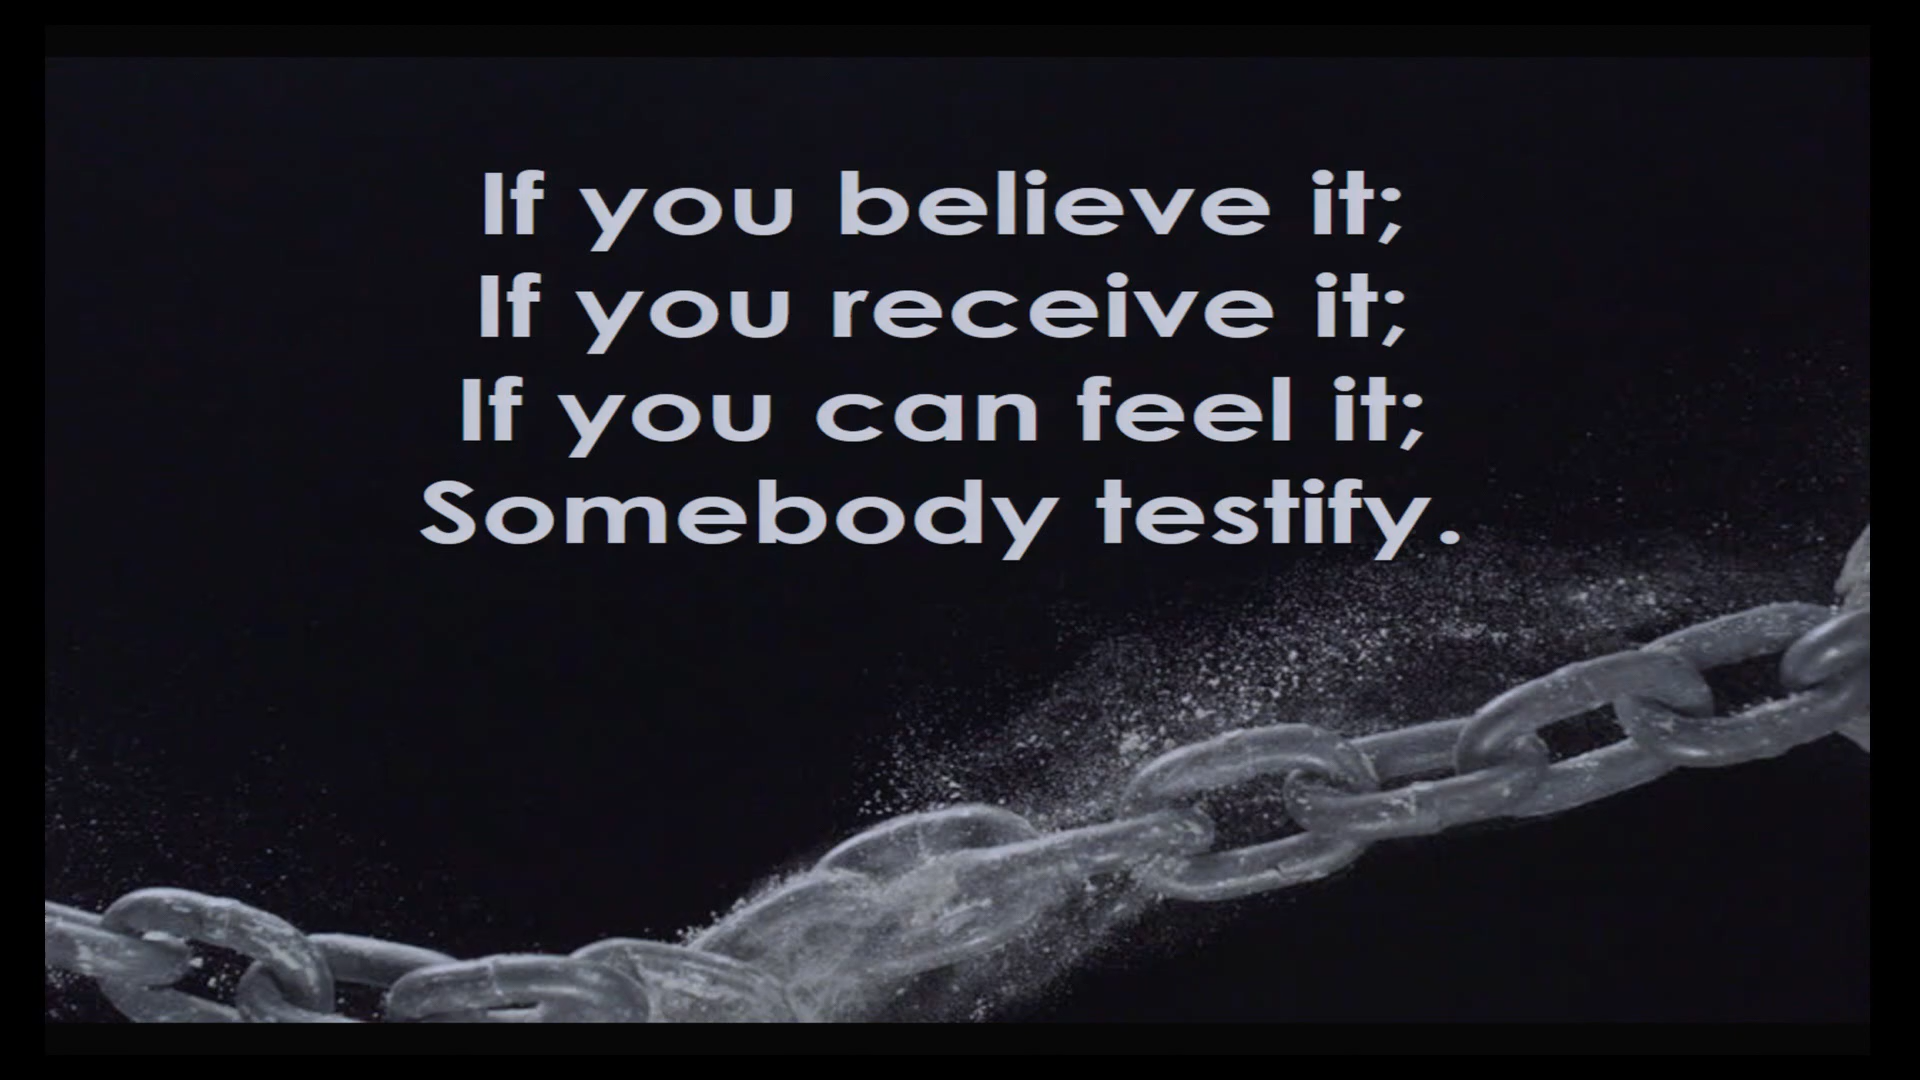 If you believe it;
If you receive it;
If you can feel it;
Somebody testify.